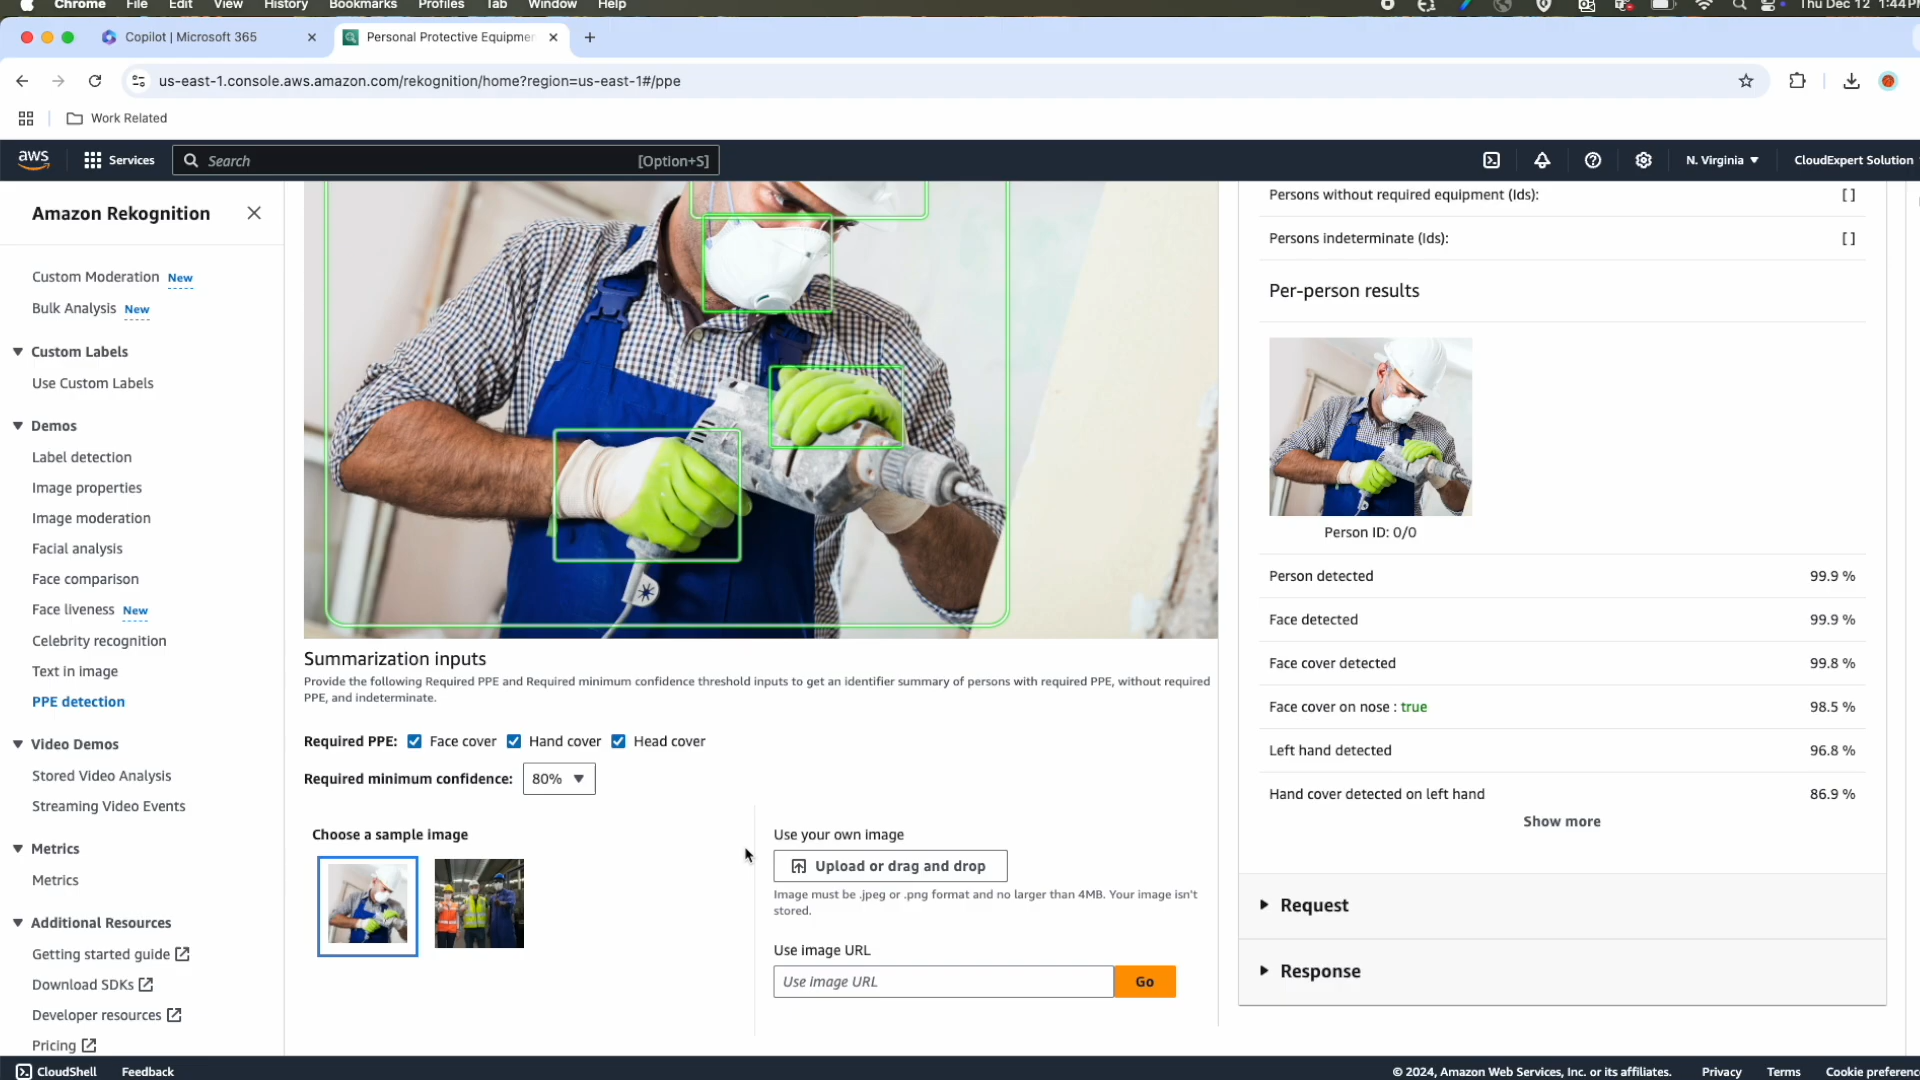 Chrome File Edit View History Bookmarks Profiles Tab Window Help
Thu Dec 12 1:44PM
Copilot | Microsoft 365
Personal Protective Equipme
us-east-1.console.aws.amazon.com/rekognition/home?region=us-east-1#/ppe
Work Related
aws Services Search [Option+S]
N. Virginia CloudExpert Solution
Amazon Rekognition
Custom Moderation New
Bulk Analysis New
Custom Labels
Use Custom Labels
Demos
Label detection
Image properties
Image moderation
Facial analysis
Face comparison
Face liveness New
Celebrity recognition
Text in image
PPE detection
Video Demos
Stored Video Analysis
Streaming Video Events
Metrics
Metrics
Additional Resources
Getting started guide
Download SDKs
Developer resources
Pricing
Summarization inputs
Provide the following Required PPE and Required minimum confidence threshold inputs to get an identifier summary of persons with required PPE, without required
PPE, and indeterminate.
Required PPE: Face cover Hand cover Head cover
Required minimum confidence: 80%
Choose a sample image
Use your own image
Upload or drag and drop
Image must be .jpeg or .png format and no larger than 4MB. Your image isn't
stored.
Use image URL
Use Image URL Go
Persons without required equipment (Ids): [ ]
Persons indeterminate (Ids): [ ]
Per-person results
Person ID: 0/0
Person detected 99.9 %
Face detected 99.9 %
Face cover detected 99.8 %
Face cover on nose : true 98.5 %
Left hand detected 96.8 %
Hand cover detected on left hand 86.9 %
Show more
Request
Response
CloudShell Feedback
© 2024, Amazon Web Services, Inc. or its affiliates. Privacy Terms Cookie preferenc